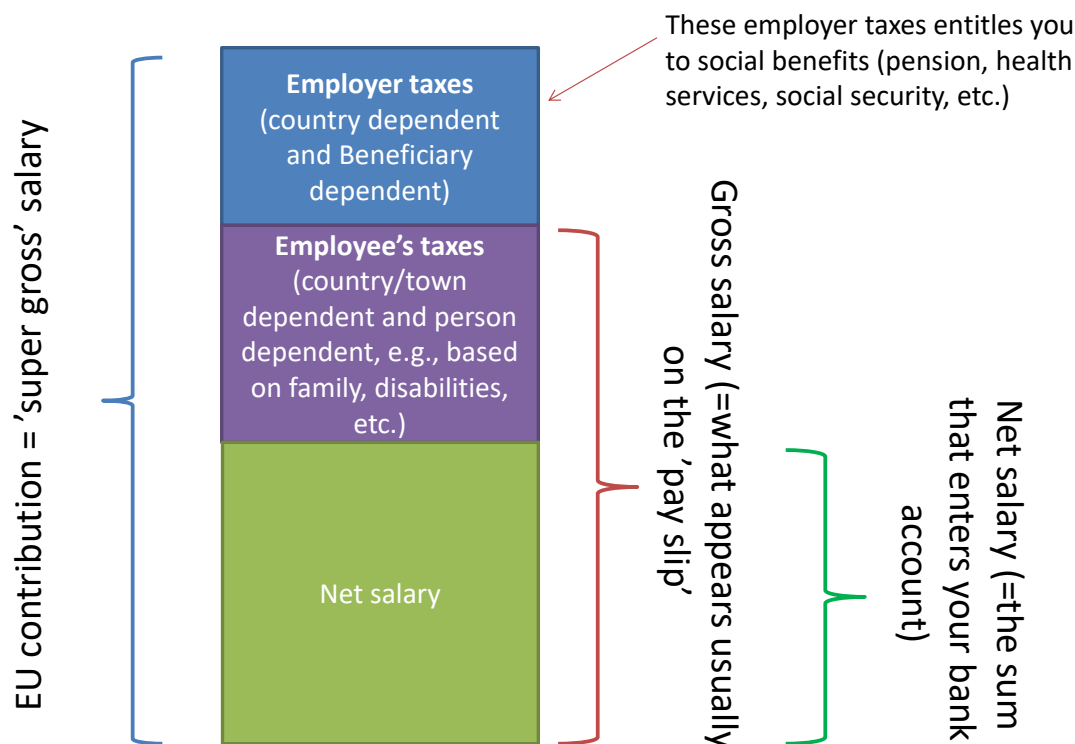 These employer taxes entitles you
to social benefits (pension, health
services, social security, etc.)
EU contribution = ’super gross’ salary
Employer taxes
(country dependent
and Beneficiary
dependent)
Employee’s taxes
(country/town
dependent and person
dependent, e.g., based
on family, disabilities,
etc.)
Net salary
Gross salary (=what appears usually
on the ’pay slip’
Net salary (=the sum
that enters your bank
account)